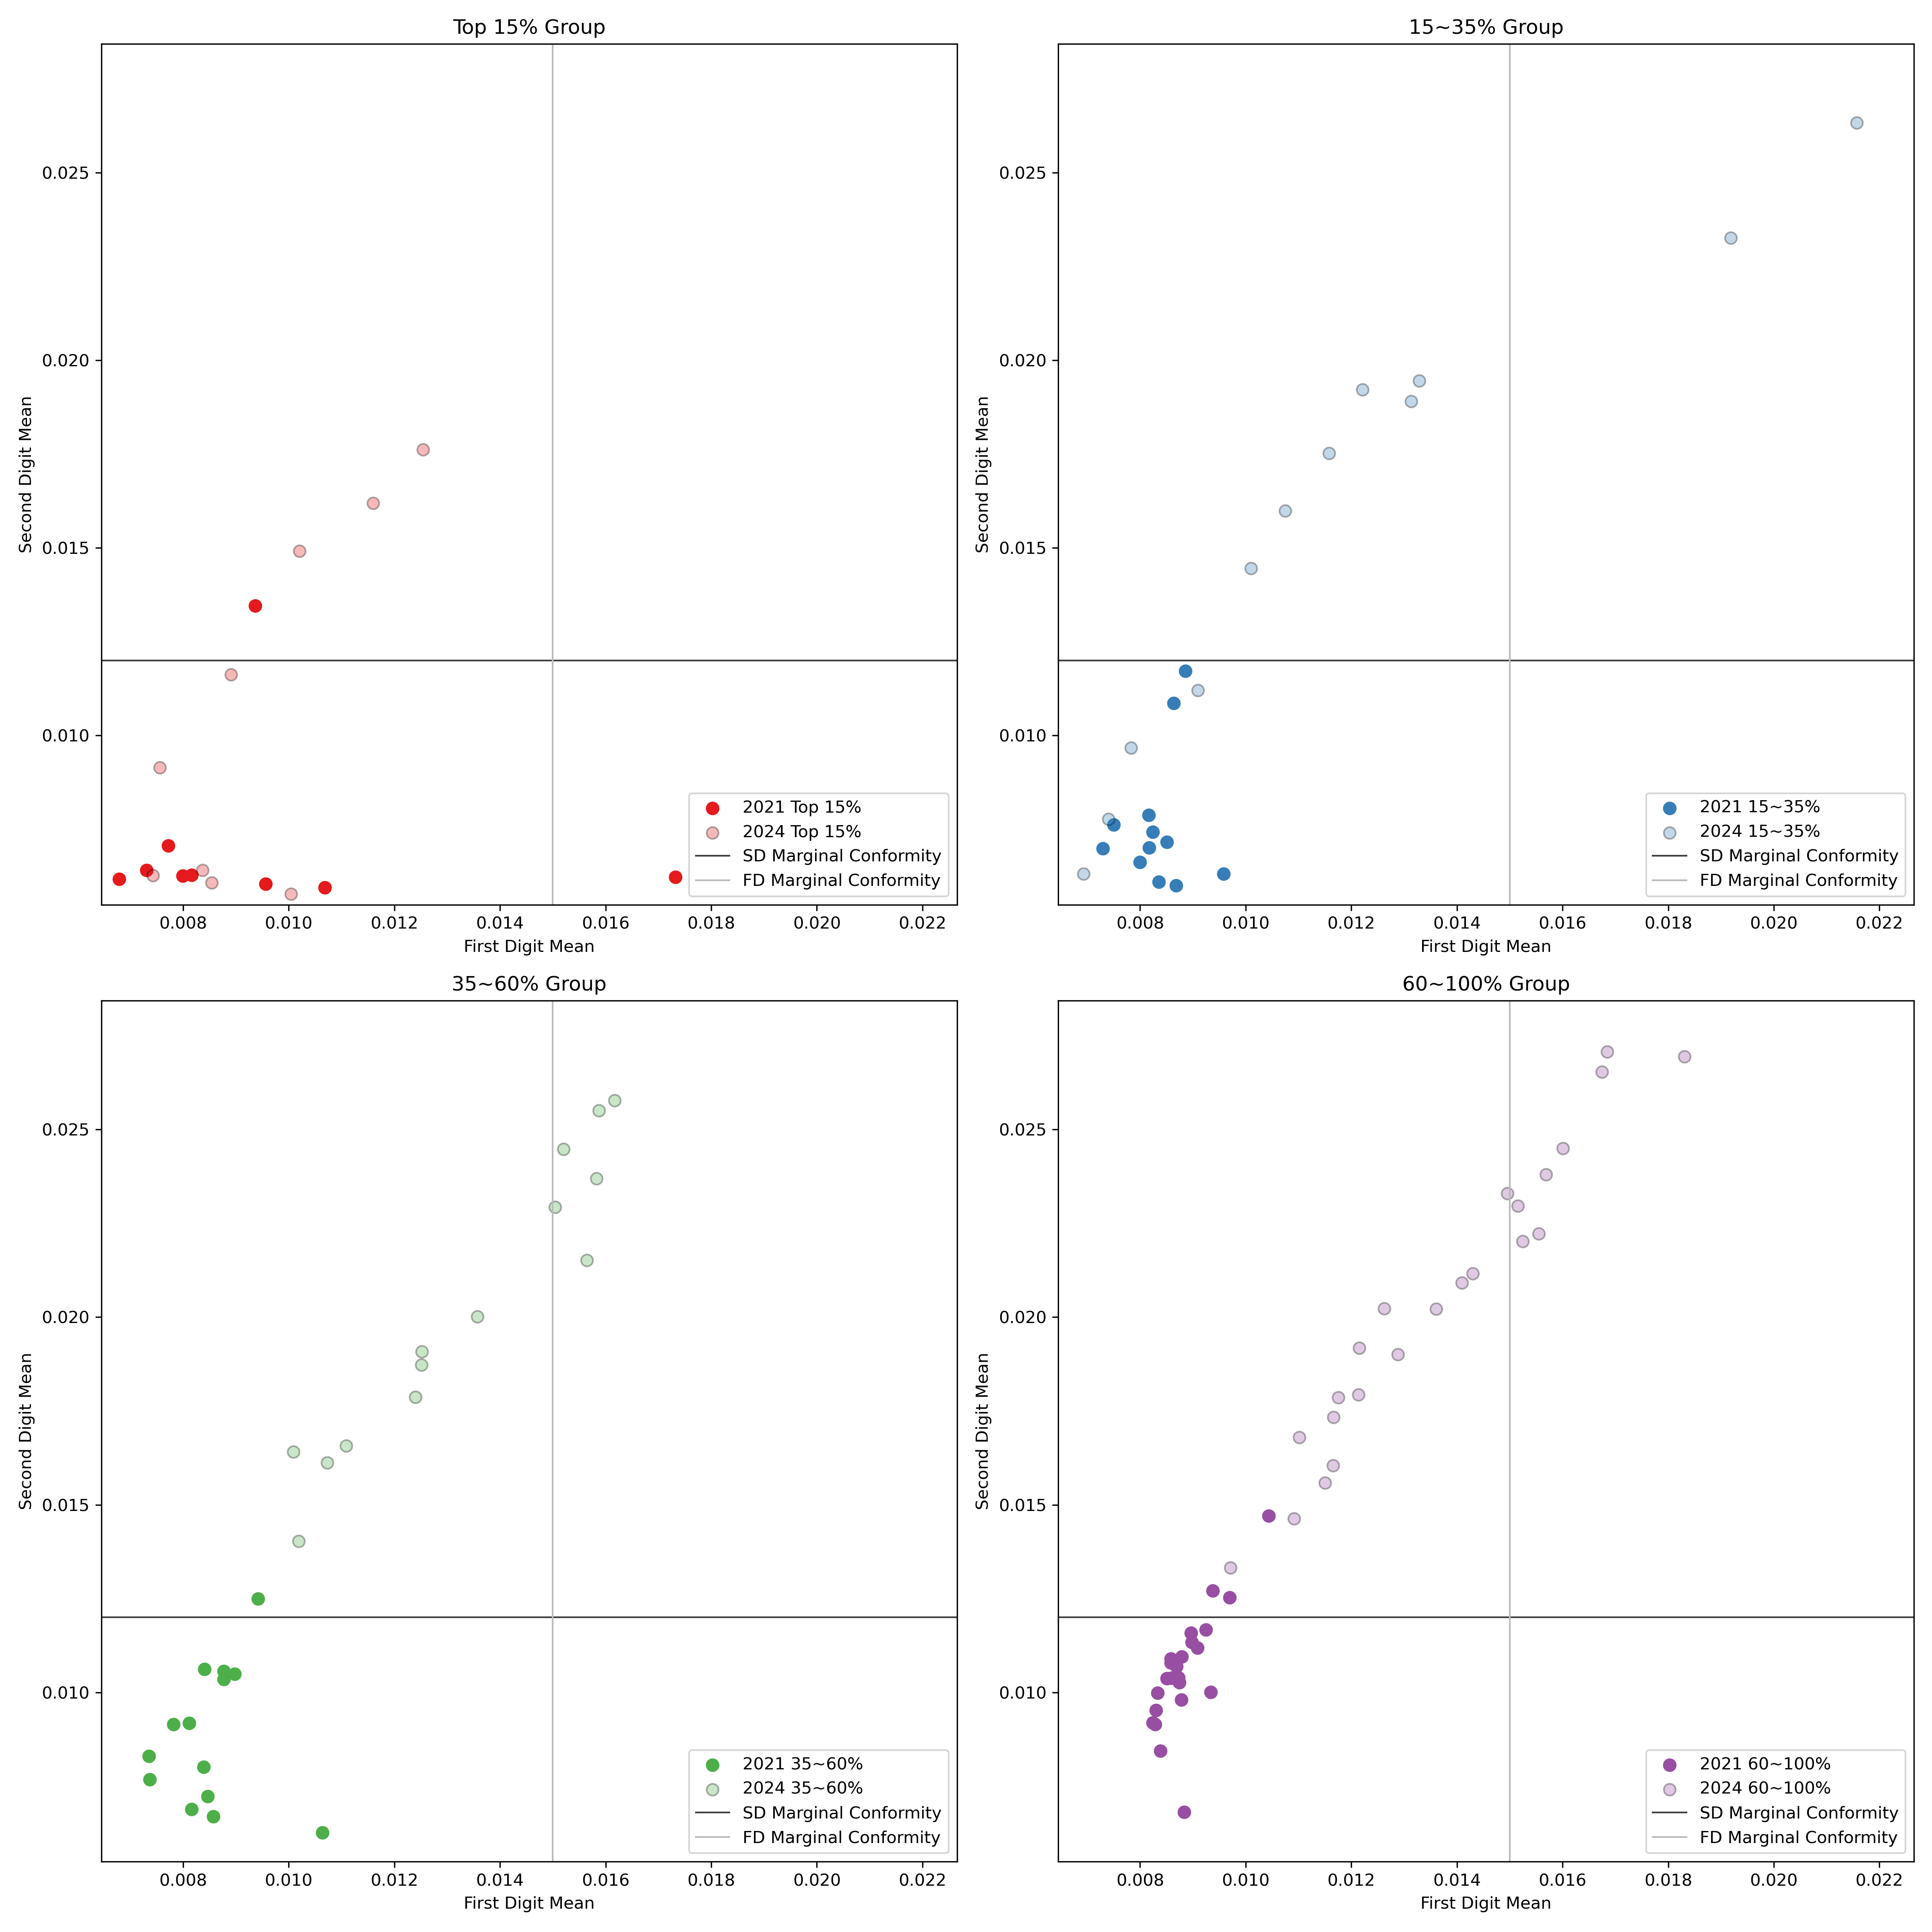 Top 15% Group
Second Digit Mean
0.025
0.020
0.015
0.010
0.008 0.010 0.012 0.014 0.016 0.018 0.020 0.022
First Digit Mean
2021 Top 15%
2024 Top 15%
SD Marginal Conformity
FD Marginal Conformity
15~35% Group
Second Digit Mean
0.025
0.020
0.015
0.010
0.008 0.010 0.012 0.014 0.016 0.018 0.020 0.022
First Digit Mean
2021 15~35%
2024 15~35%
SD Marginal Conformity
FD Marginal Conformity
35~60% Group
Second Digit Mean
0.025
0.020
0.015
0.010
0.008 0.010 0.012 0.014 0.016 0.018 0.020 0.022
First Digit Mean
2021 35~60%
2024 35~60%
SD Marginal Conformity
FD Marginal Conformity
60~100% Group
Second Digit Mean
0.025
0.020
0.015
0.010
0.008 0.010 0.012 0.014 0.016 0.018 0.020 0.022
First Digit Mean
2021 60~100%
2024 60~100%
SD Marginal Conformity
FD Marginal Conformity